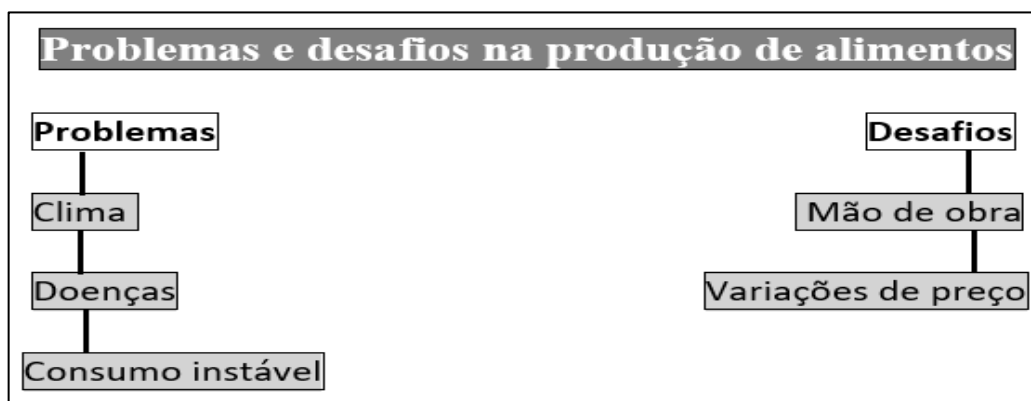 Problemas e desafios na produção de alimentos
Problemas
Desafios
Clima
Mão de obra
Doenças
Variações de preço
Consumo instável